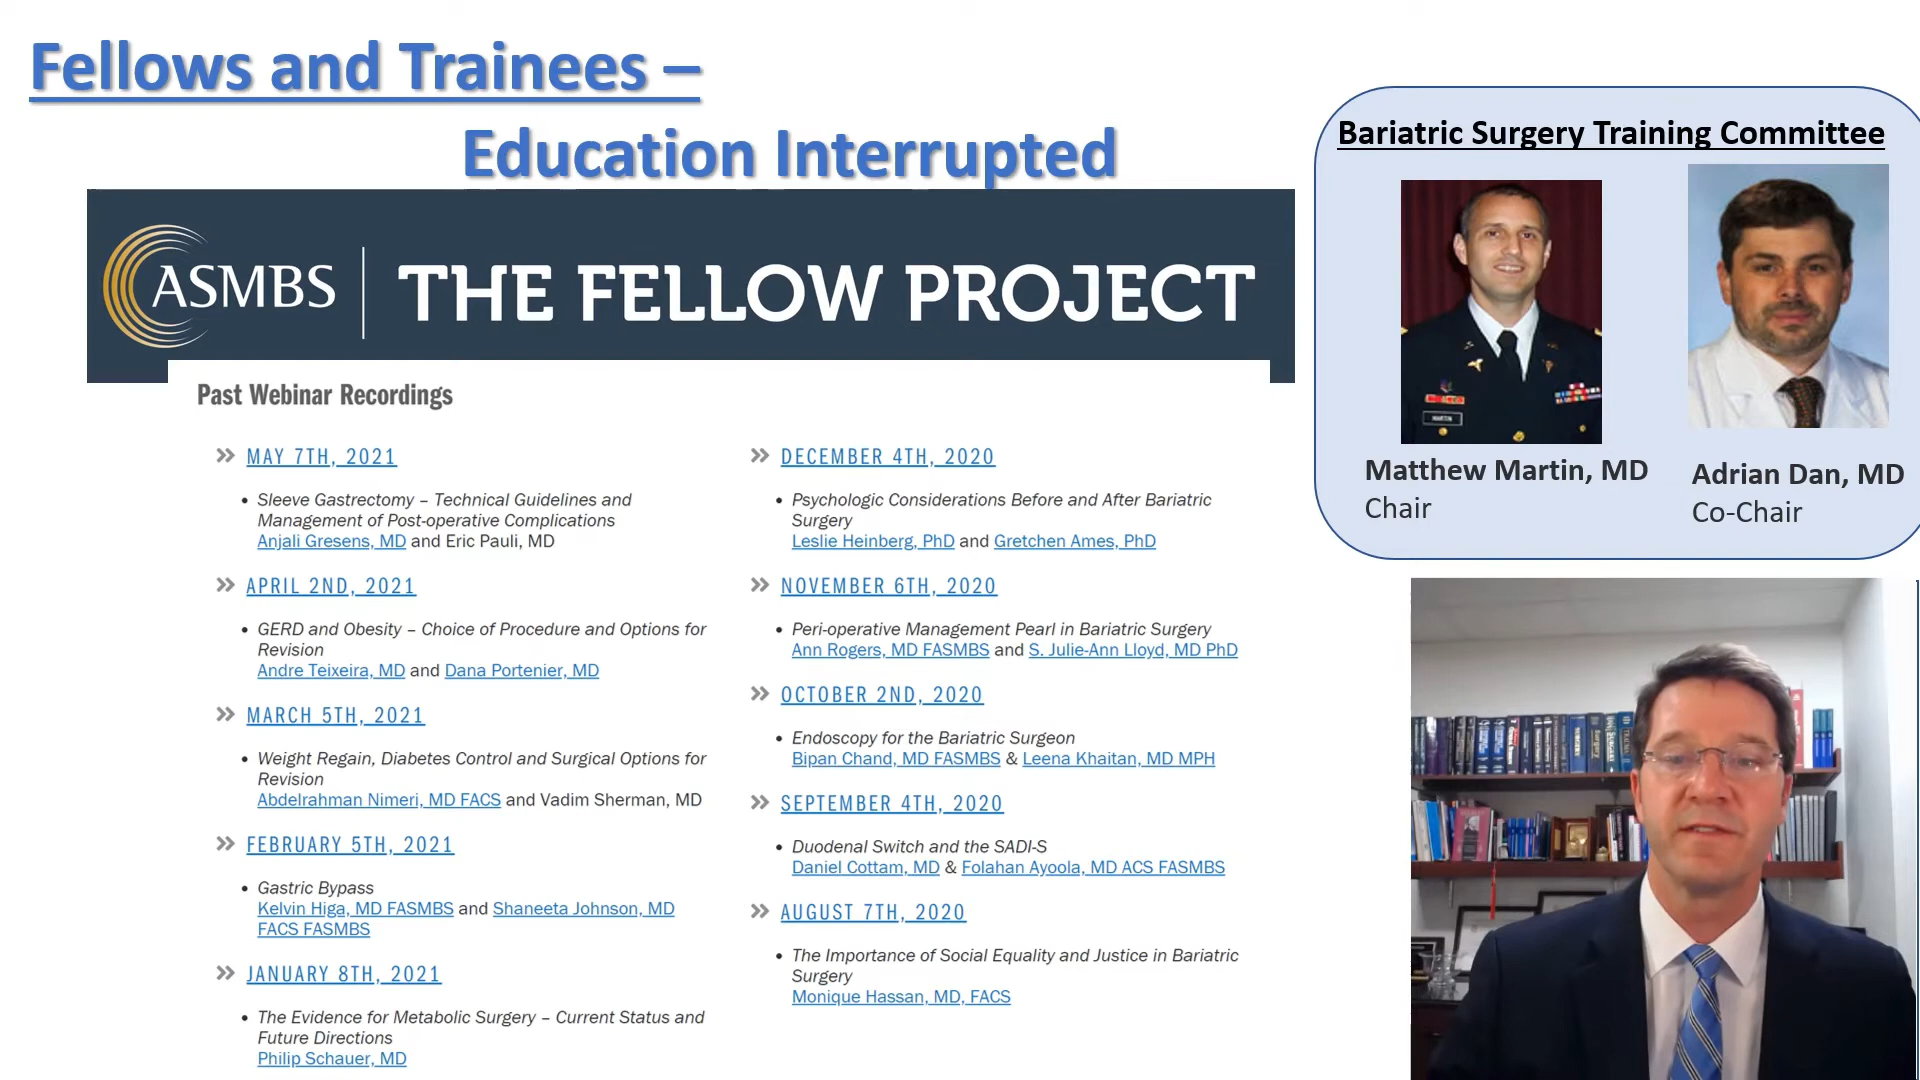 Fellows and Trainees –
Education Interrupted
ASMBS | THE FELLOW PROJECT
Past Webinar Recordings
» MAY 7TH, 2021
• Sleeve Gastrectomy – Technical Guidelines and
Management of Post-operative Complications
Anjali Gresens, MD and Eric Pauli, MD
» APRIL 2ND, 2021
• GERD and Obesity – Choice of Procedure and Options for
Revision
Andre Teixeira, MD and Dana Portenier, MD
» MARCH 5TH, 2021
• Weight Regain, Diabetes Control and Surgical Options for
Revision
Abdelrahman Nimeri, MD FACS and Vadim Sherman, MD
» FEBRUARY 5TH, 2021
• Gastric Bypass
Kelvin Higa, MD FASMBS and Shaneeta Johnson, MD
FACS FASMBS
» JANUARY 8TH, 2021
• The Evidence for Metabolic Surgery – Current Status and
Future Directions
Philip Schauer, MD
» DECEMBER 4TH, 2020
• Psychologic Considerations Before and After Bariatric
Surgery
Leslie Heinberg, PhD and Gretchen Ames, PhD
» NOVEMBER 6TH, 2020
• Peri-operative Management Pearl in Bariatric Surgery
Ann Rogers, MD FASMBS and S. Julie-Ann Lloyd, MD PhD
» OCTOBER 2ND, 2020
• Endoscopy for the Bariatric Surgeon
Bipan Chand, MD FASMBS & Leena Khaitan, MD MPH
» SEPTEMBER 4TH, 2020
• Duodenal Switch and the SADI-S
Daniel Cottam, MD & Folahan Ayoola, MD ACS FASMBS
» AUGUST 7TH, 2020
• The Importance of Social Equality and Justice in Bariatric
Surgery
Monique Hassan, MD, FACS
Bariatric Surgery Training Committee
MARTIN
Matthew Martin, MD
Chair
Adrian Dan, MD
Co-Chair